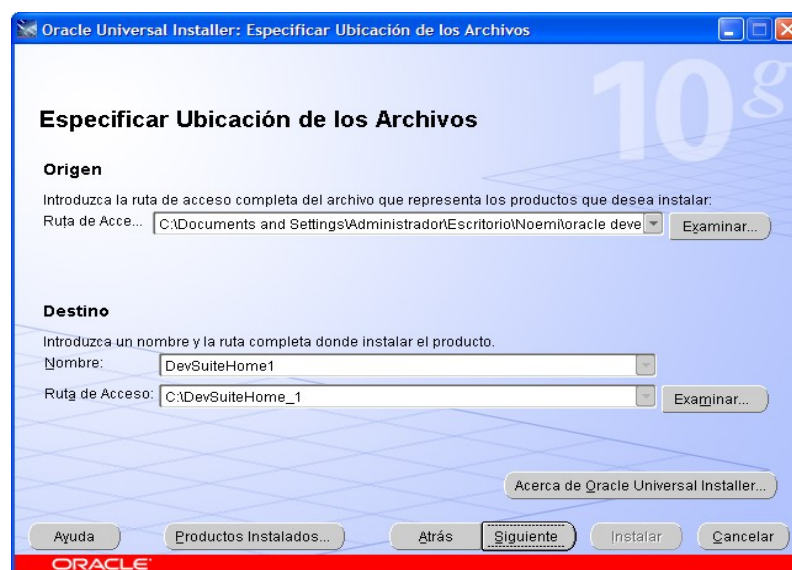 Oracle Universal Installer: Especificar Ubicación de los Archivos
10g
Especificar Ubicación de los Archivos
Origen
Introduzca la ruta de acceso completa del archivo que representa los productos que desea instalar:
Ruta de Acce... C:\Documents and Settings\Administrador\Escritorio\Noemi\oracle deve Examinar...
Destino
Introduzca un nombre y la ruta completa donde instalar el producto.
Nombre: DevSuiteHome1
Ruta de Acceso: C:\DevSuiteHome_1 Examinar...
Acerca de Oracle Universal Installer...
Ayuda Productos Instalados... Atrás Siguiente Instalar Cancelar
ORACLE